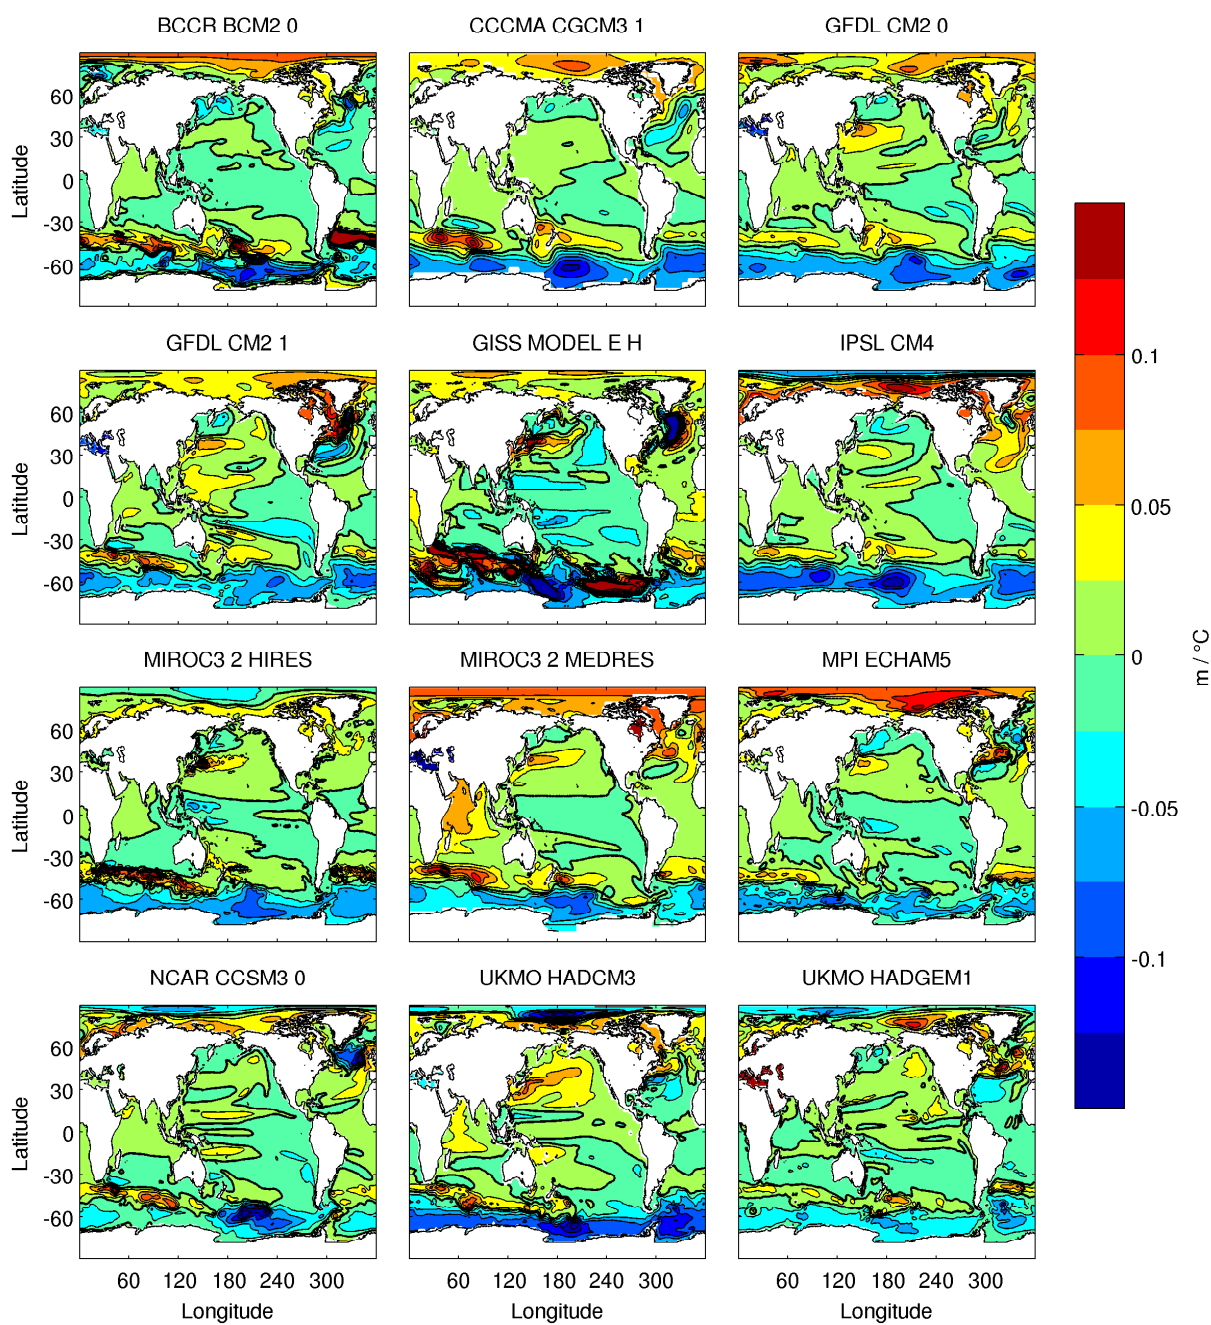 BCCR BCM2 0
CCCMA CGCM3 1
GFDL CM2 0
60
30
0
-30
-60
Latitude
GFDL CM2 1
GISS MODEL E H
IPSL CM4
60
30
0
-30
-60
Latitude
MIROC3 2 HIRES
MIROC3 2 MEDRES
MPI ECHAM5
60
30
0
-30
-60
Latitude
NCAR CCSM3 0
UKMO HADCM3
UKMO HADGEM1
60
30
0
-30
-60
Latitude
60 120 180 240 300
60 120 180 240 300
60 120 180 240 300
Longitude
Longitude
Longitude
0.1
0.05
0
-0.05
-0.1
m / °C